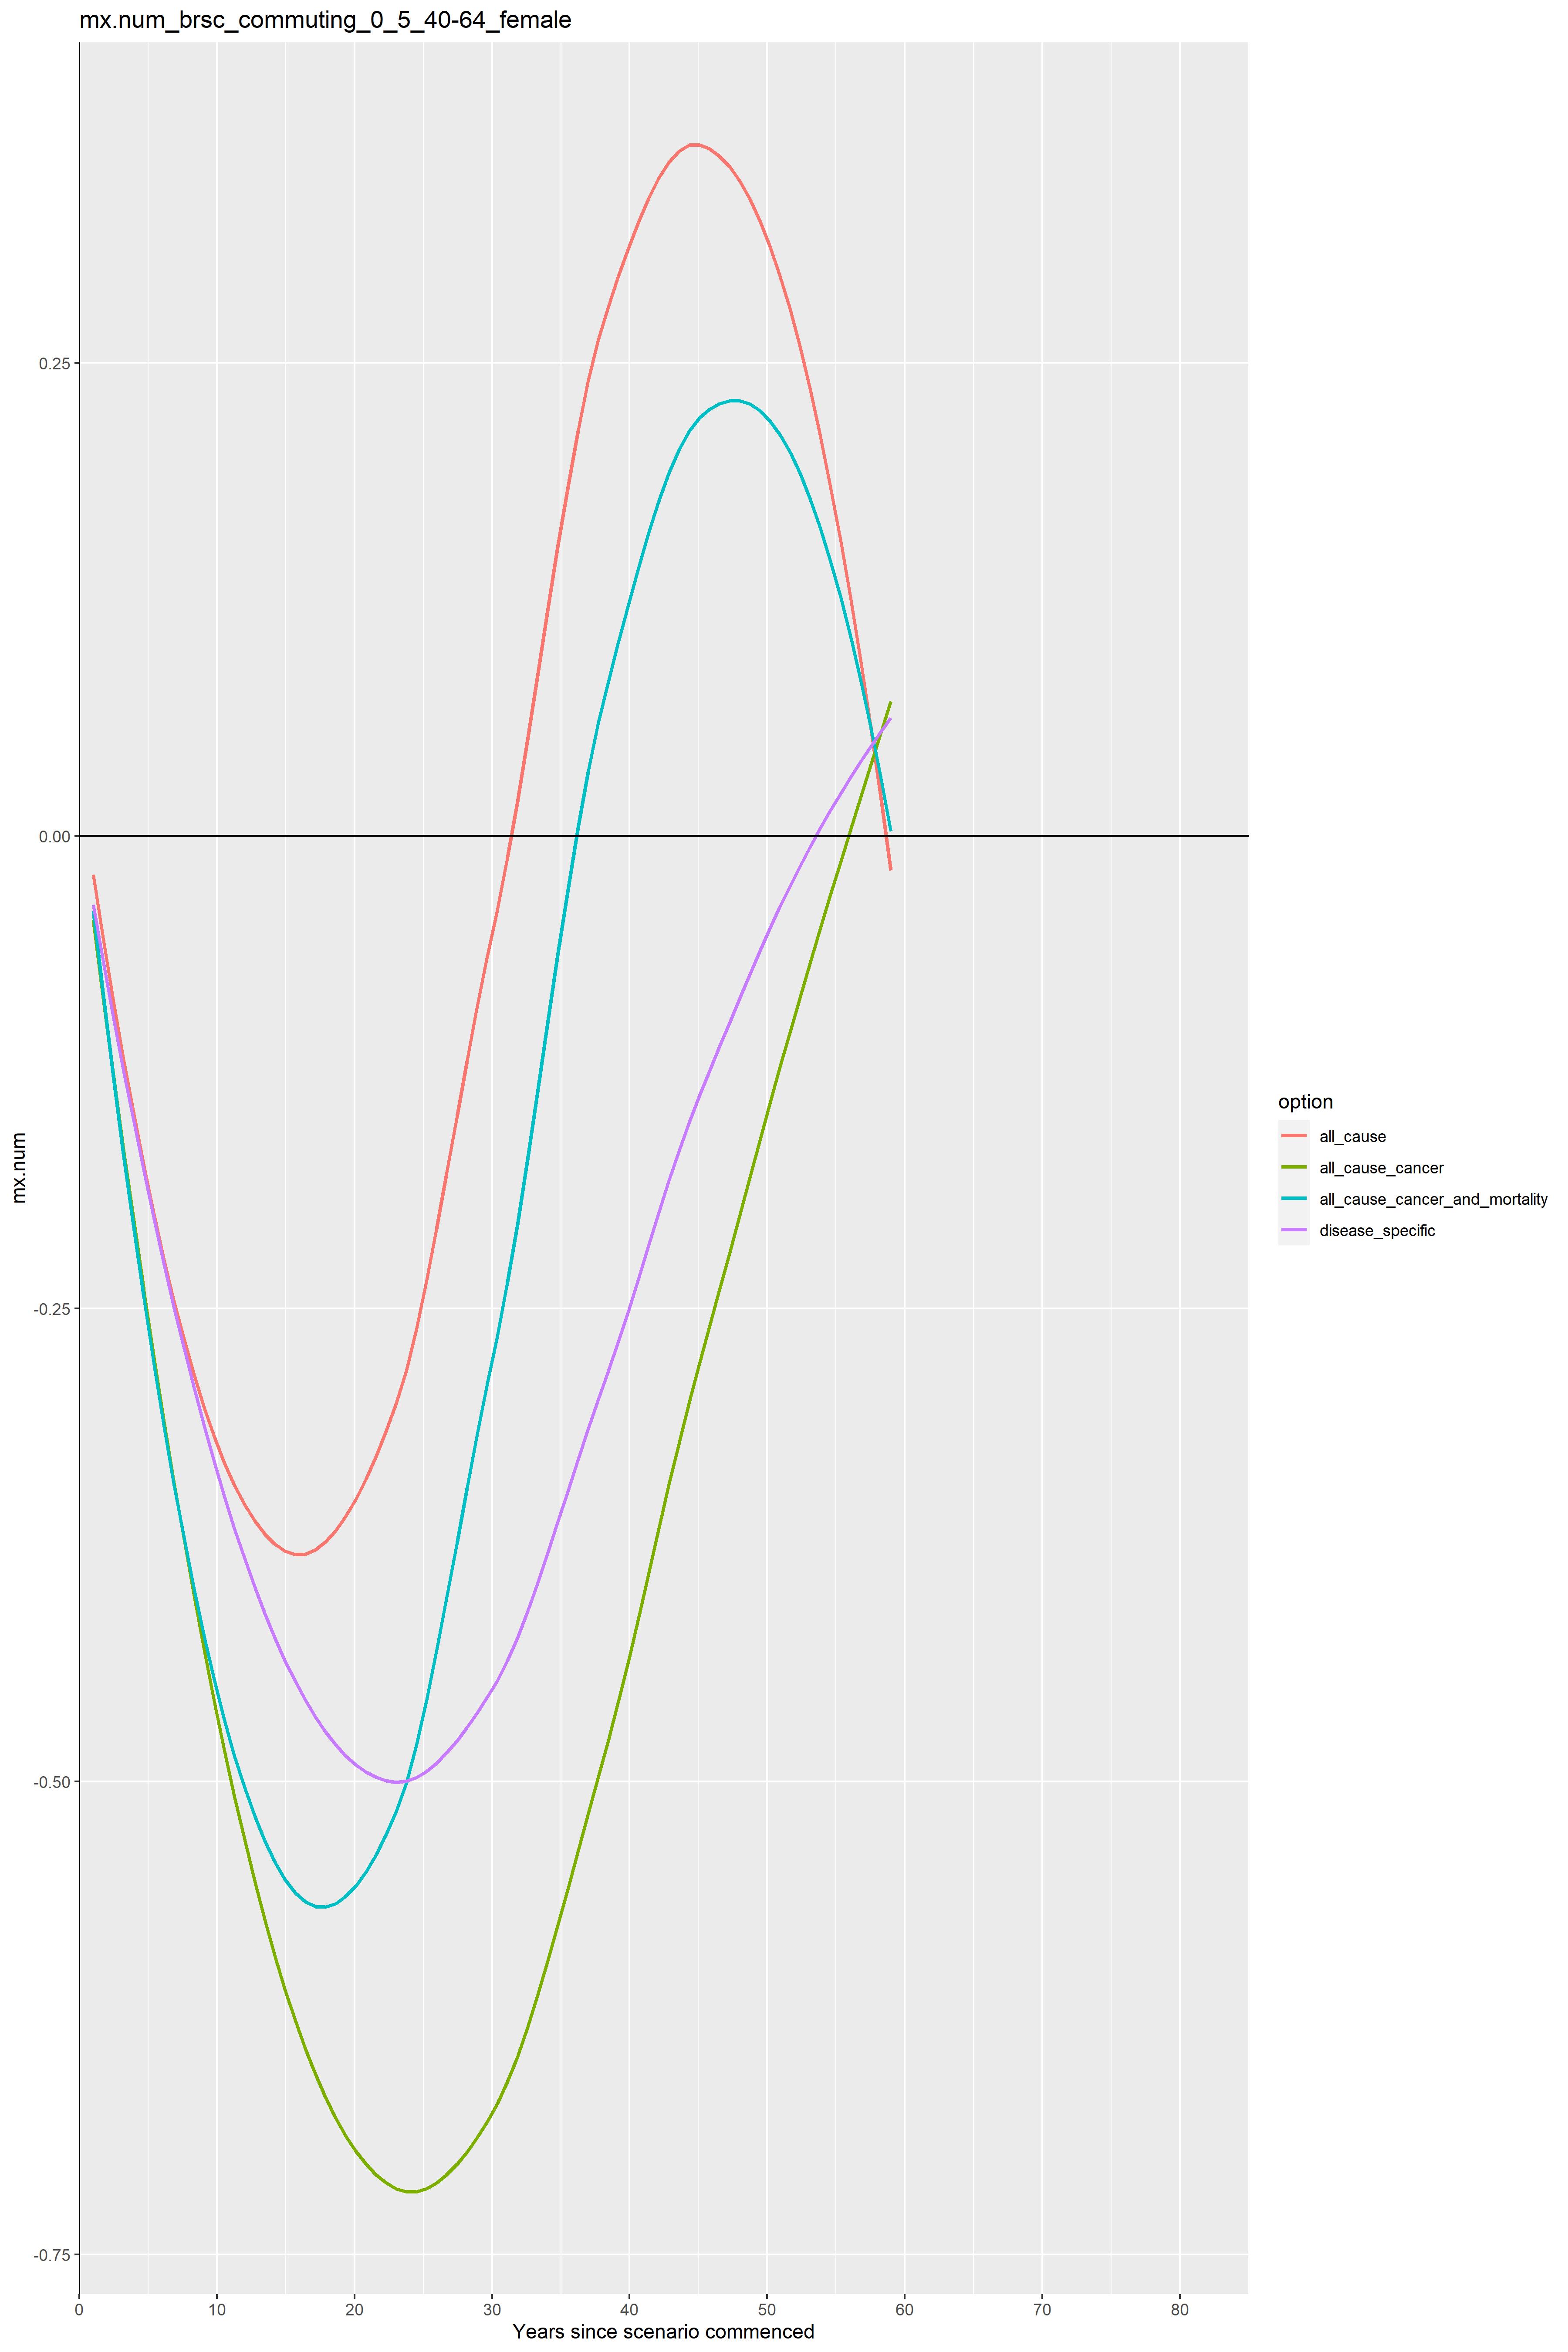 mx.num_brsc_commuting_0_5_40-64_female
0.25
0.00
-0.25
-0.50
-0.75
mx.num
0 10 20 30 40 50 60 70 80
Years since scenario commenced
option
all_cause
all_cause_cancer
all_cause_cancer_and_mortality
disease_specific